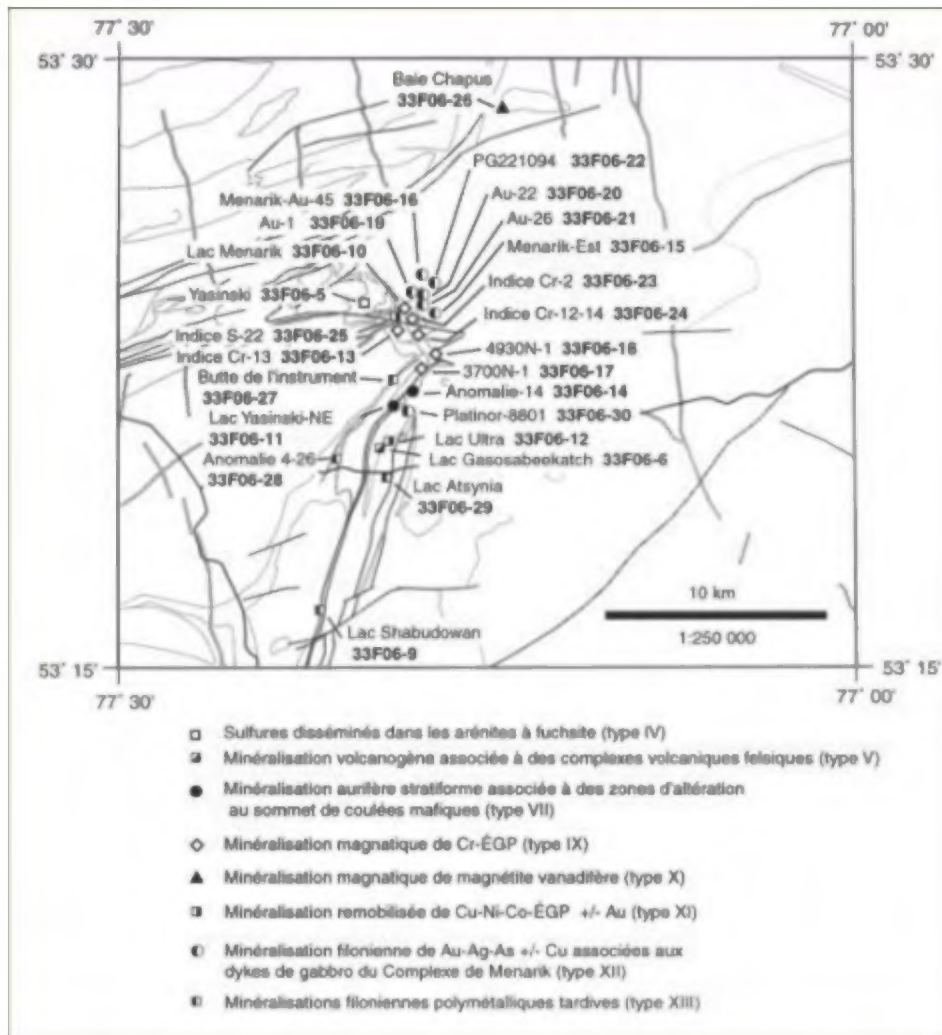 77° 30'
77° 00'
53° 30'
53° 30'
Baie Chapus
33F06-26
PG221094 33F06-22
Menarik-Au-45 33F06-16
Au-22 33F06-20
Au-1 33F06-19
Au-26 33F06-21
Lac Menarik 33F06-10
Menarik-Est 33F06-15
Yasinski 33F06-5
Indice Cr-2 33F06-23
Indice S-22 33F06-25
Indice Cr-12-14 33F06-24
Indice Cr-13 33F06-13
4930N-1 33F06-18
Butte de l'instrument
33F06-27
3700N-1 33F06-17
Anomalie-14 33F06-14
Lac Yasinski-NE
33F06-11
Platinor-8801 33F06-30
Lac Ultra 33F06-12
Anomalie 4-26
33F06-28
Lac Gasosabeekatch 33F06-6
Lac Atsynia
33F06-29
10 km
1:250 000
Lac Shabudowan
33F06-9
53° 15'
53° 15'
77° 30'
77° 00'
Sulfures disséminés dans les arénites à fuchsite (type IV)
Minéralisation volcanogène associée à des complexes volcaniques felsiques (type V)
Minéralisation aurifère stratiforme associée à des zones d'altération
au sommet de coulées mafiques (type VII)
Minéralisation magnatique de Cr-ÉGP (type IX)
Minéralisation magnatique de magnétite vanadifère (type X)
Minéralisation remobilisée de Cu-Ni-Co-ÉGP +/- Au (type XI)
Minéralisation filonienne de Au-Ag-As +/- Cu associées aux
dykes de gabbro du Complexe de Menarik (type XII)
Minéralisations filoniennes polymétalliques tardives (type XIII)